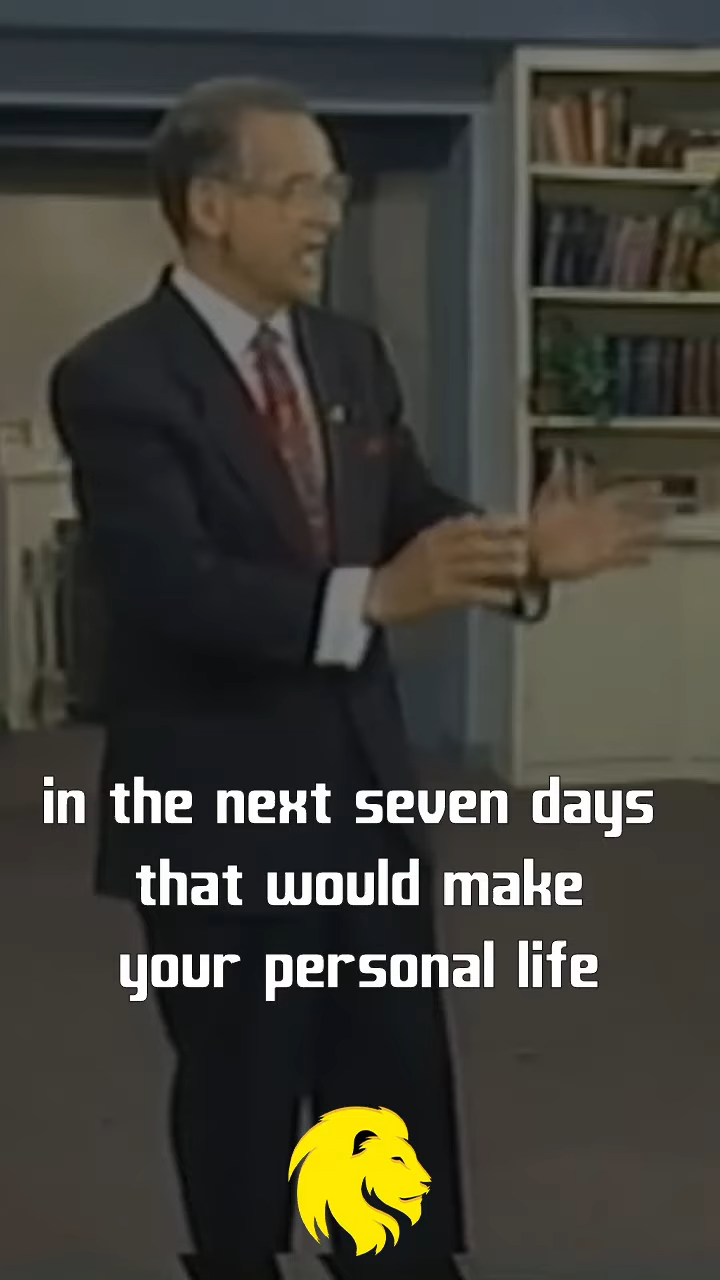 in the next seven days
that would make
your personal life